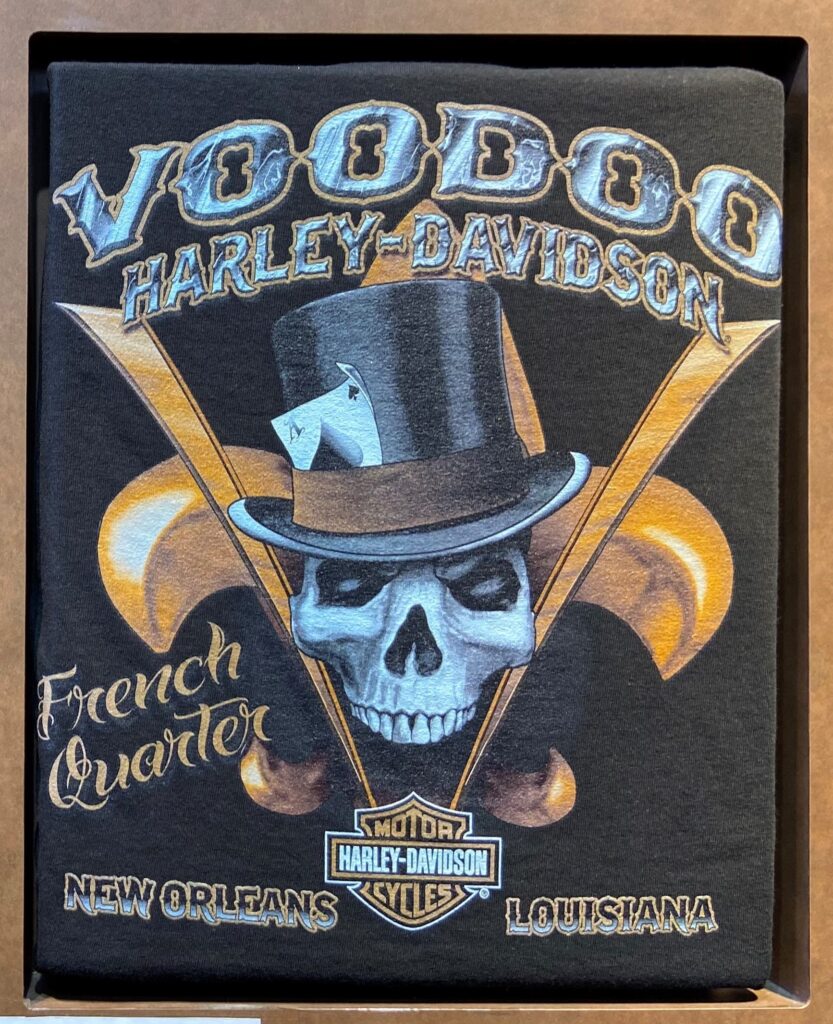 VOODOO
HARLEY-DAVIDSON
A
French
Quarter
MOTOR
HARLEY-DAVIDSON
CYCLES
®
NEW ORLEANS
LOUISIANA